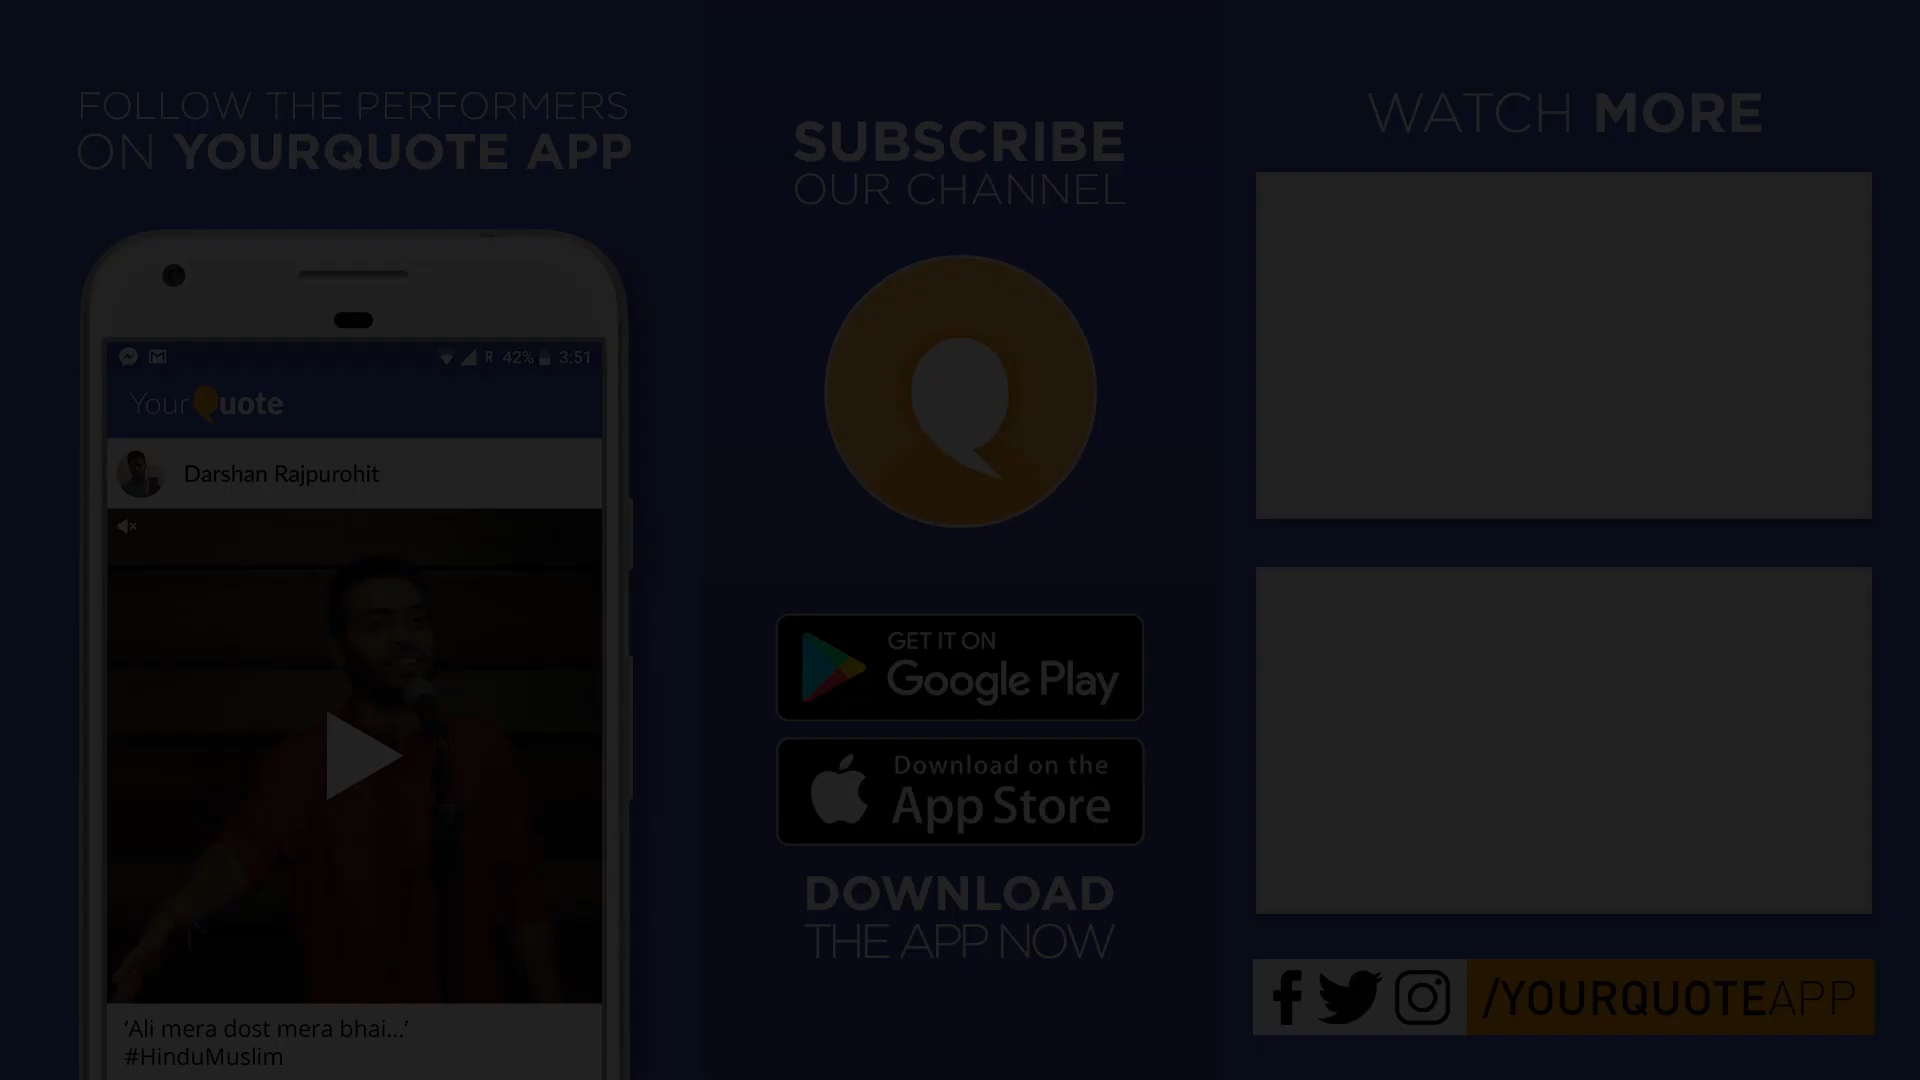 FOLLOW THE PERFORMERS
ON YOURQUOTE APP
R 42% 3:51
YourQuote
Darshan Rajpurohit
‘Ali mera dost mera bhai...’
#HinduMuslim
SUBSCRIBE
OUR CHANNEL
GET IT ON
Google Play
Download on the
App Store
DOWNLOAD
THE APP NOW
WATCH MORE
/YOURQUOTEAPP